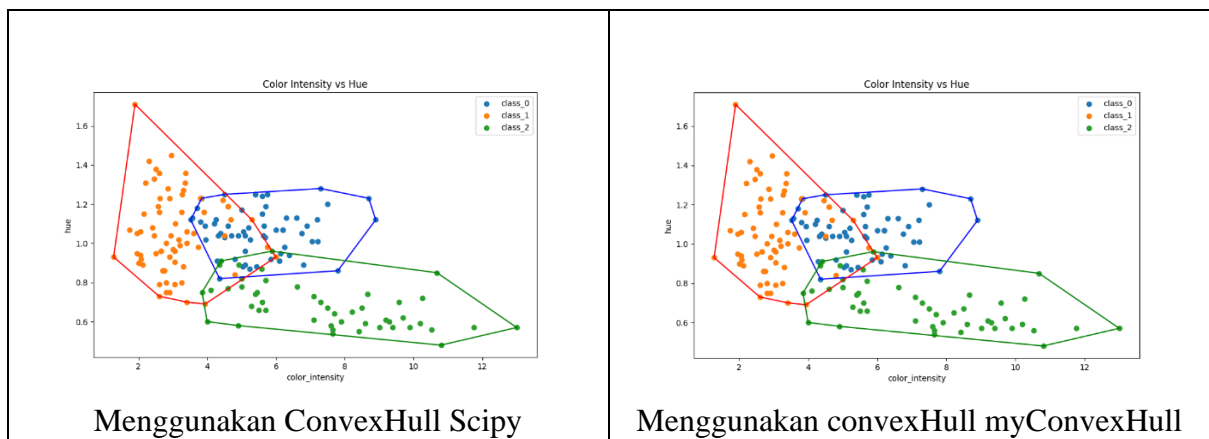 Color Intensity vs Hue
class_0
class_1
class_2
1.6
1.4
1.2
1.0
0.8
0.6
hue
2 4 6 8 10 12
color_intensity
Menggunakan ConvexHull Scipy
Color Intensity vs Hue
class_0
class_1
class_2
1.6
1.4
1.2
1.0
0.8
0.6
hue
2 4 6 8 10 12
color_intensity
Menggunakan convexHull myConvexHull